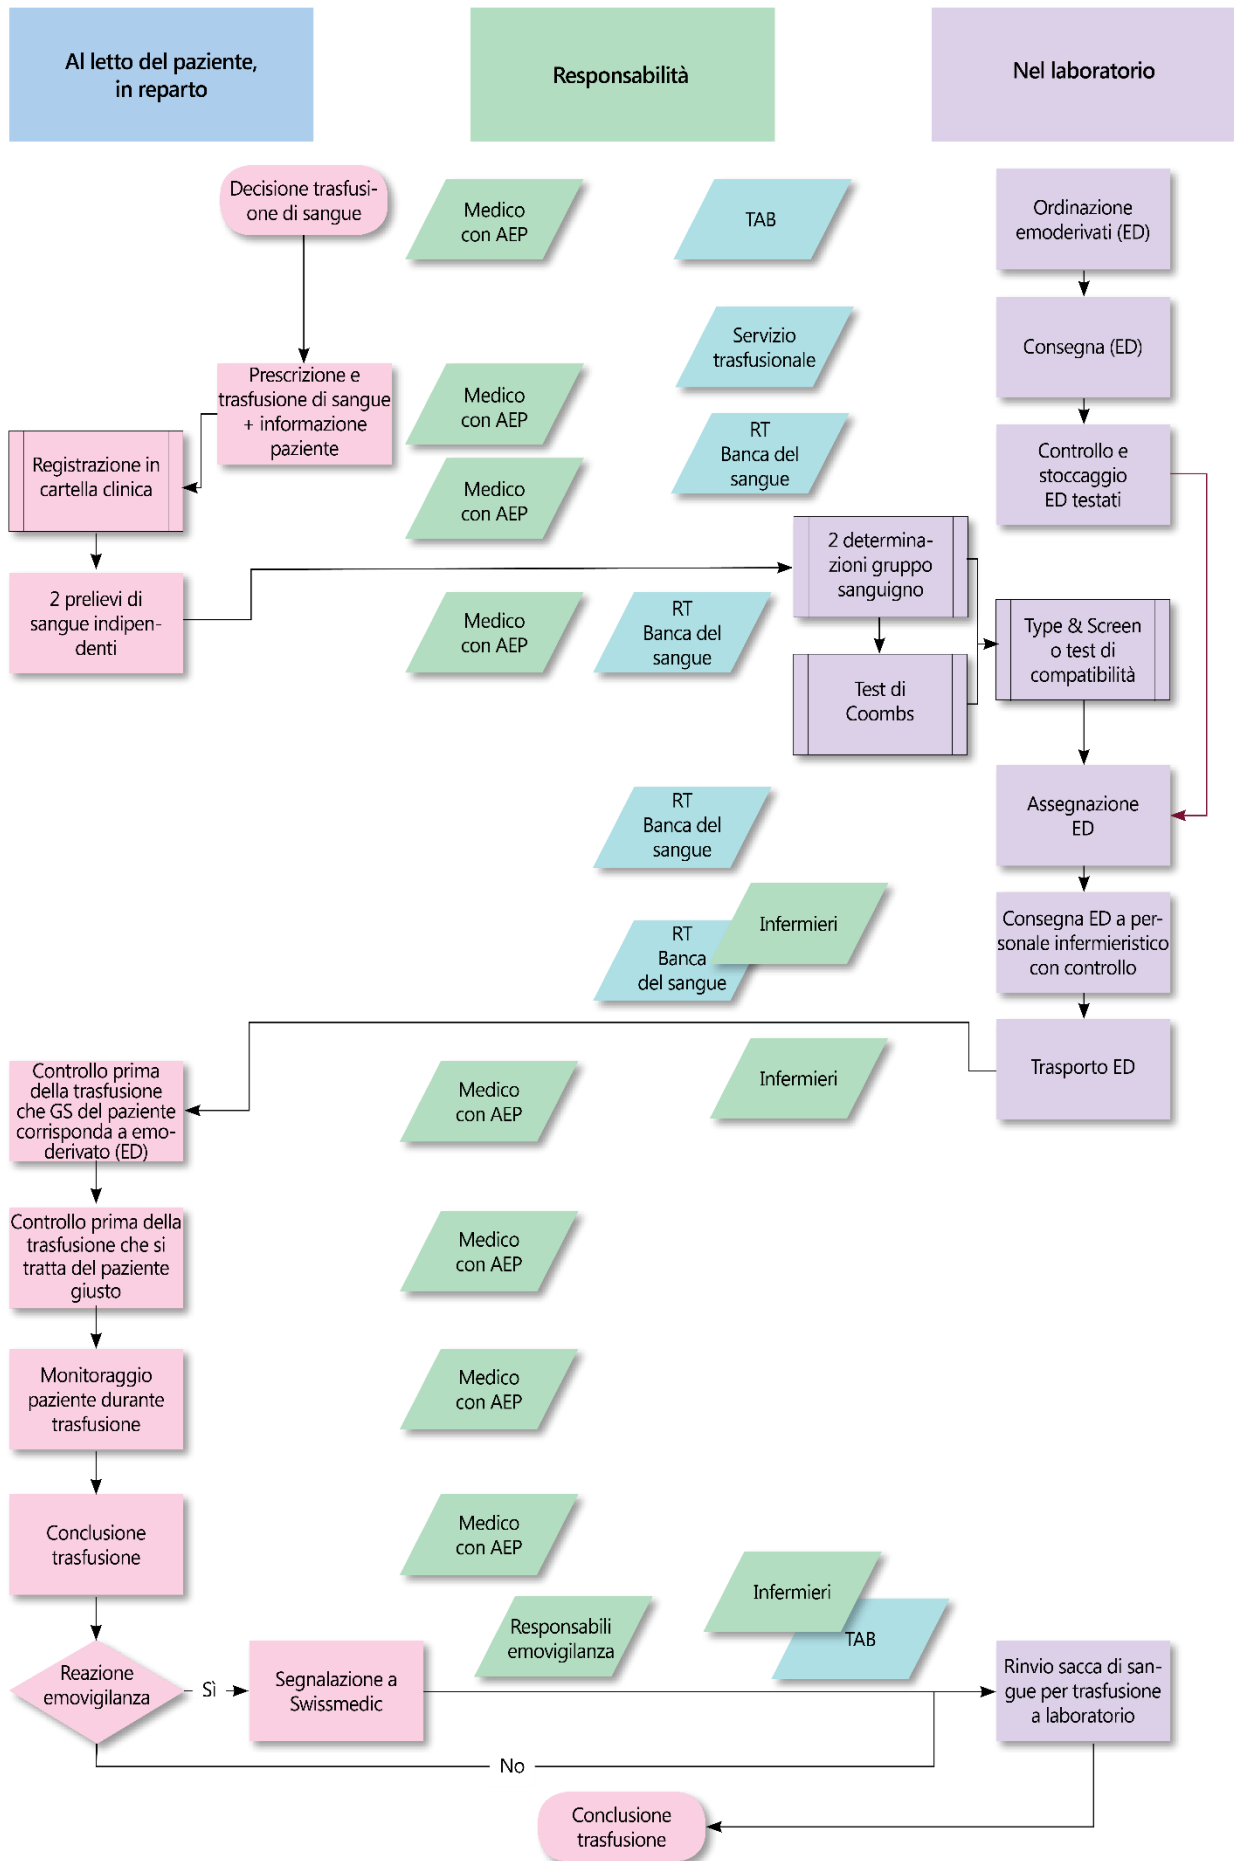 Al letto del paziente,
in reparto
Responsabilità
Nel laboratorio
Decisione trasfusi-
one di sangue
Medico
con AEP
TAB
Ordinazione
emoderivati (ED)
Servizio
trasfusionale
Consegna (ED)
Prescrizione e
trasfusione di sangue
+ informazione
paziente
Medico
con AEP
RT
Banca del
sangue
Controllo e
stoccaggio
ED testati
Registrazione in
cartella clinica
Medico
con AEP
2 determina-
zioni gruppo
sanguigno
2 prelievi di
sangue indipen-
denti
Medico
con AEP
RT
Banca del
sangue
Type & Screen
o test di
compatibilità
Test di
Coombs
RT
Banca del
sangue
Assegnazione
ED
Infermieri
RT
Banca
del sangue
Consegna ED a per-
sonale infermieristico
con controllo
Controllo prima
della trasfusione
che GS del paziente
corrisponda a emo-
derivato (ED)
Medico
con AEP
Infermieri
Trasporto ED
Controllo prima della
trasfusione che si
tratta del paziente
giusto
Medico
con AEP
Monitoraggio
paziente durante
trasfusione
Medico
con AEP
Conclusione
trasfusione
Medico
con AEP
Infermieri
Responsabili
emovigilanza
TAB
Reazione
emovigilanza
Sì
Segnalazione a
Swissmedic
Rinvio sacca di san-
gue per trasfusione
a laboratorio
No
Conclusione
trasfusione